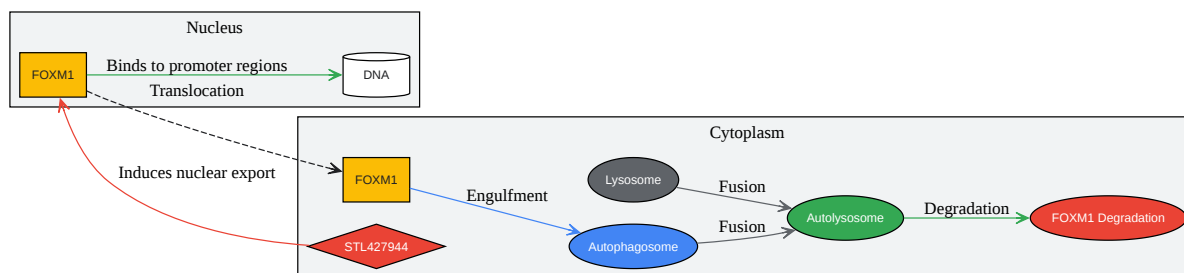 Nucleus
FOXM1
Binds to promoter regions
DNA
Translocation
Cytoplasm
Induces nuclear export
FOXM1
Engulfment
Lysosome
Fusion
Autolysosome
Degradation
FOXM1 Degradation
STL427944
Autophagosome
Fusion